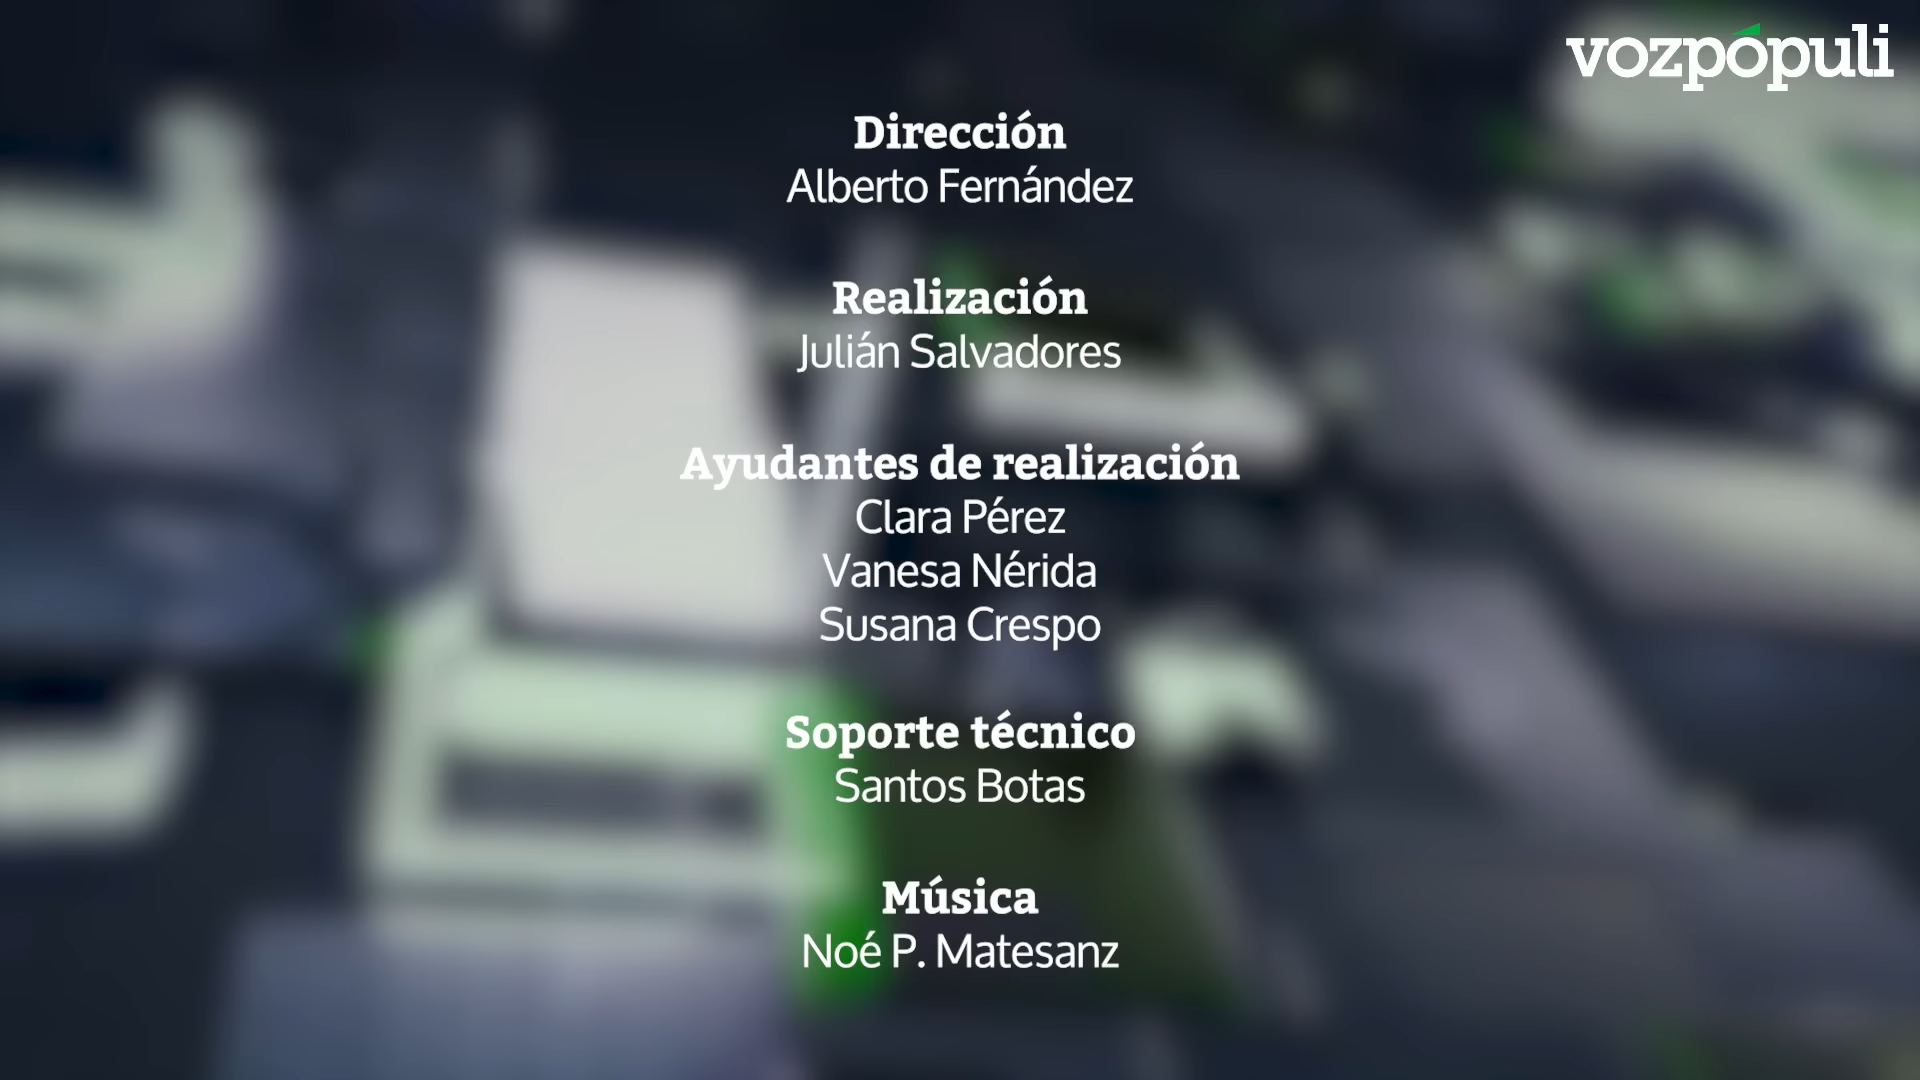 vozpópuli
Dirección
Alberto Fernández
Realización
Julián Salvadores
Ayudantes de realización
Clara Pérez
Vanesa Nérida
Susana Crespo
Soporte técnico
Santos Botas
Música
Noé P. Matesanz